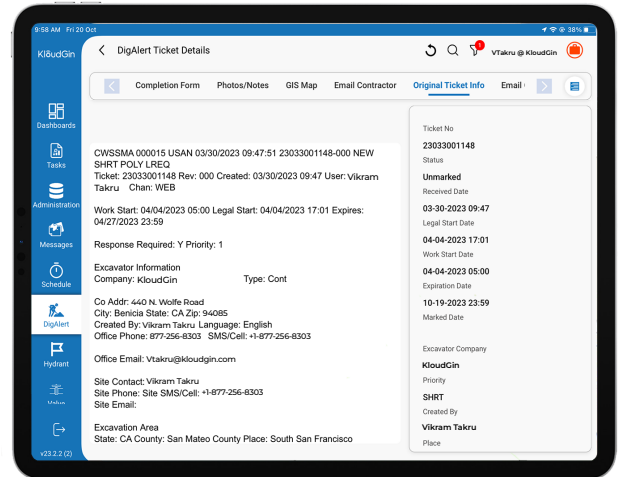 9:58 AM Fri 20 Oct
38%
KloudGin
DigAlert Ticket Details
VTakru @ KloudGin
Completion Form
Photos/Notes
GIS Map
Email Contractor
Original Ticket Info
Email
Dashboards
Tasks
Administration
Messages
Schedule
DigAlert
Hydrant
v23.2.2 (2)
CWSSMA 000015 USAN 03/30/2023 09:47:51 23033001148-000 NEW
SHRT POLY LREQ
Ticket: 23033001148 Rev: 000 Created: 03/30/2023 09:47 User: Vikram
Takru Chan: WEB
Work Start: 04/04/2023 05:00 Legal Start: 04/04/2023 17:01 Expires:
04/27/2023 23:59
Response Required: Y Priority: 1
Excavator Information
Company: KloudGin Type: Cont
Co Addr: 440 N. Wolfe Road
City: Benicia State: CA Zip: 94085
Created By: Vikram Takru Language: English
Office Phone: 877-256-8303 SMS/Cell: +1-877-256-8303
Office Email: Vtakru@kloudgin.com
Site Contact: Vikram Takru
Site Phone: Site SMS/Cell: +1-877-256-8303
Site Email:
Excavation Area
State: CA County: San Mateo County Place: South San Francisco
Ticket No
23033001148
Status
Unmarked
Received Date
03-30-2023 09:47
Legal Start Date
04-04-2023 17:01
Work Start Date
04-04-2023 05:00
Expiration Date
10-19-2023 23:59
Marked Date
Excavator Company
KloudGin
Priority
SHRT
Created By
Vikram Takru
Place